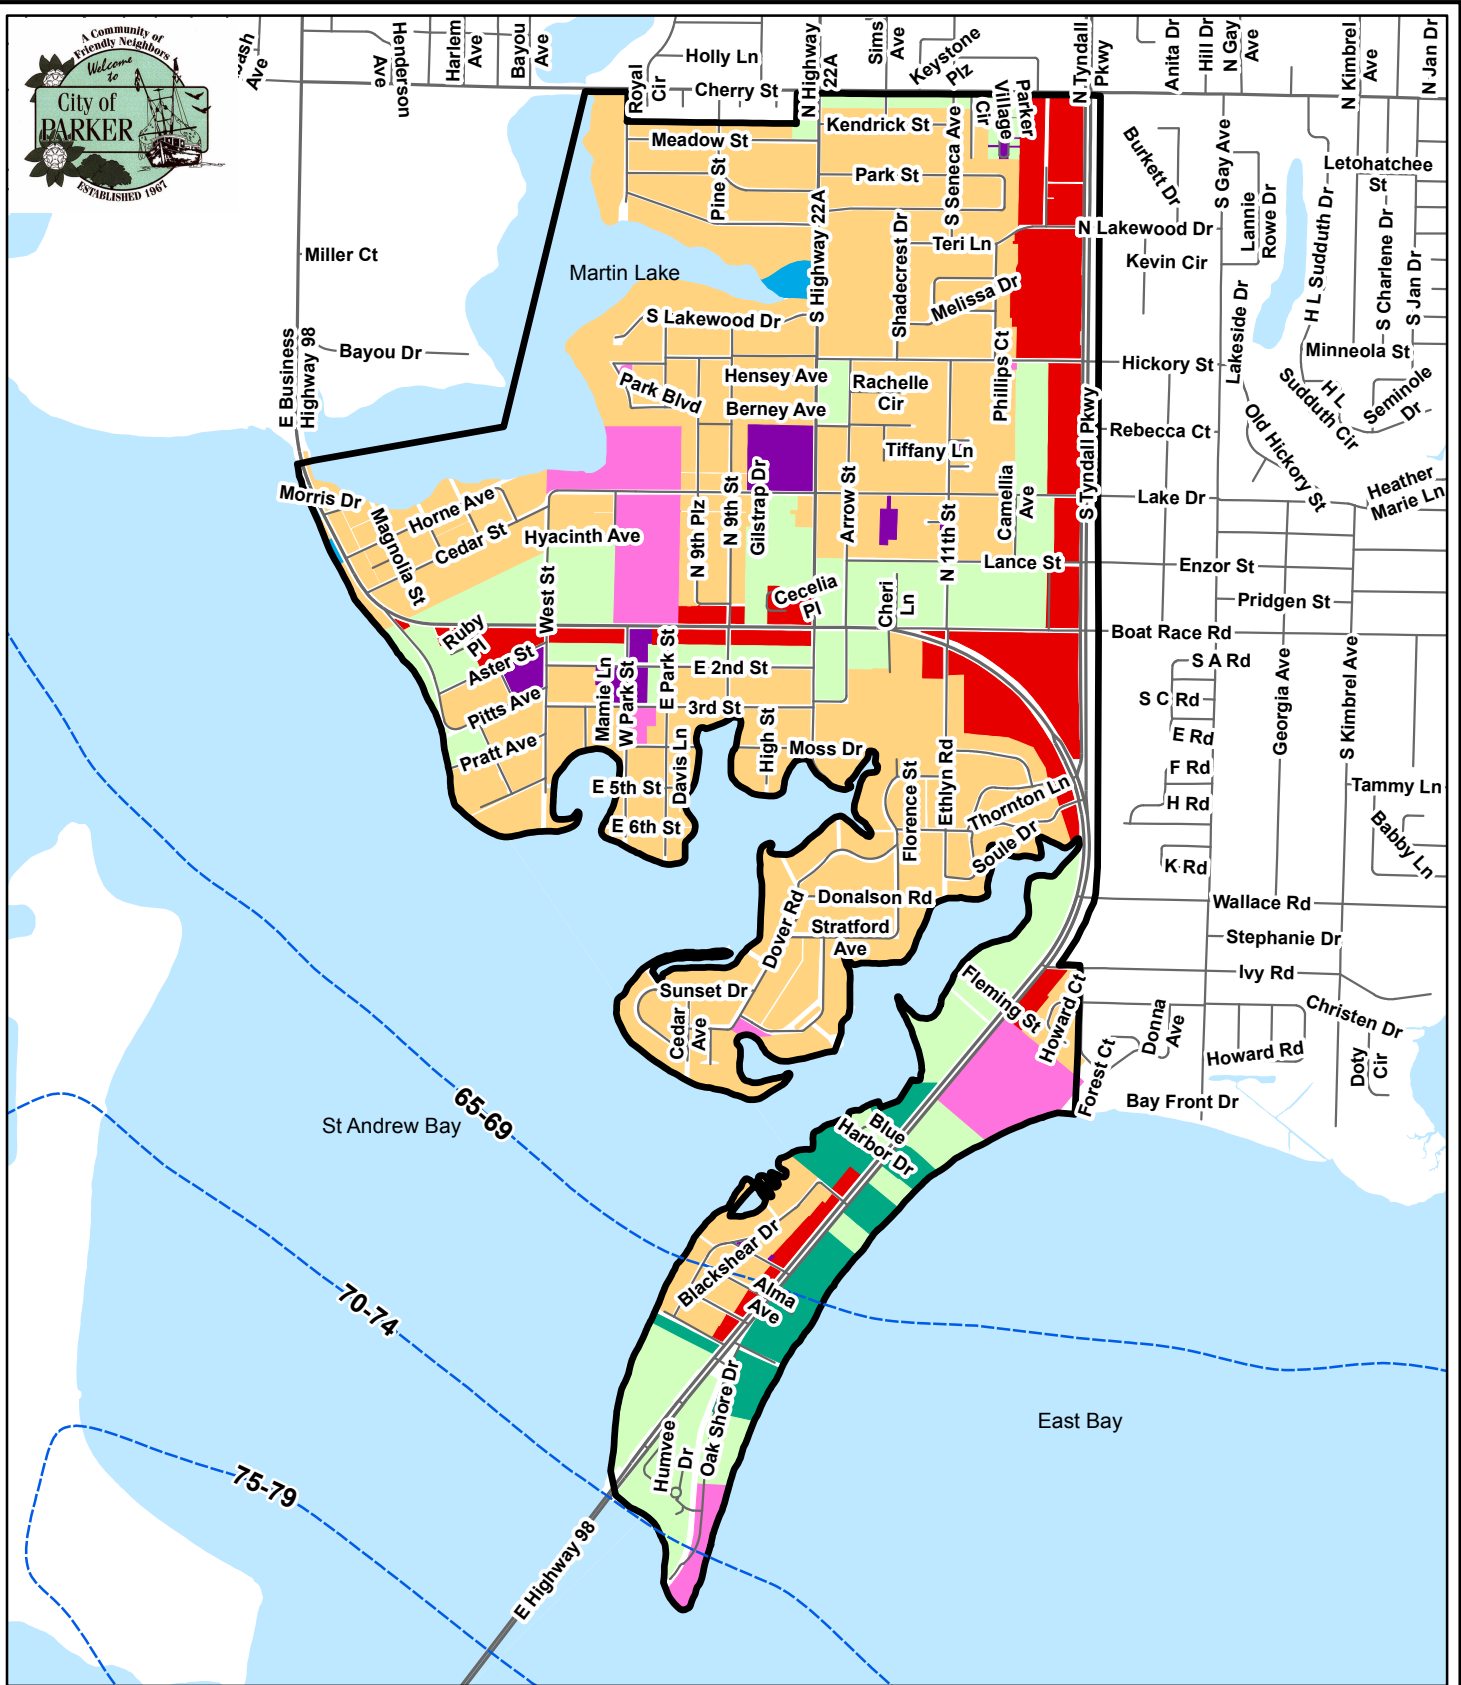 A Community of
Friendly Neighbors
Welcome
to
City of
PARKER
ESTABLISHED 1967
Ave
Henderson
Ave
Harlem
Ave
Bayou
Ave
Royal
Cir
Holly Ln
Cherry St
N Highway
22A
Sims
Ave
Keystone
Plz
Parker
Village
Cir
N Tyndall
Pkwy
Anita Dr
Hill Dr
N Gay
Ave
N Kimbrel
Ave
N Jan Dr
Kendrick St
Meadow St
Pine St
Park St
S Seneca Ave
Burkett Dr
S Gay Ave
Lannie
Rowe Dr
Letohatchee
St
Miller Ct
Martin Lake
S Highway 22A
Shadecrest Dr
Teri Ln
N Lakewood Dr
Kevin Cir
H L Sudduth Dr
S Charlene Dr
S Jan Dr
Melissa Dr
S Lakewood Dr
Lakeside Dr
E Business
Highway 98
Bayou Dr
Phillips Ct
Hickory St
Minneola St
Park Blvd
Hensey Ave
Rachelle
Cir
Berney Ave
H L
Sudduth Cir
Seminole
Dr
Old Hickory St
Rebecca Ct
S Tyndall Pkwy
Tiffany Ln
Gilstrap Dr
Arrow St
Camellia
Ave
Morris Dr
Horne Ave
Magnolia St
Cedar St
Hyacinth Ave
N 9th Plz
N 9th St
N 11th St
Lake Dr
Heather
Marie Ln
Lance St
Enzor St
Pridgen St
Cecelia
Pl
Cheri
Ln
West St
Ruby
Pl
Aster St
Pitts Ave
Pratt Ave
Mamie Ln
W Park St
E Park St
E 2nd St
3rd St
Davis Ln
High St
Moss Dr
Boat Race Rd
S A Rd
S C Rd
E Rd
F Rd
H Rd
K Rd
Georgia Ave
S Kimbrel Ave
Tammy Ln
Babby Ln
E 5th St
E 6th St
Florence St
Ethlyn Rd
Thornton Ln
Soule Dr
Donalson Rd
Dover Rd
Stratford
Ave
Wallace Rd
Stephanie Dr
Ivy Rd
Sunset Dr
Cedar
Ave
Fleming St
Howard Ct
Forest Ct
Donna
Ave
Howard Rd
Christen Dr
Doty
Cir
Bay Front Dr
65-69
St Andrew Bay
Blue
Harbor Dr
Blackshear Dr
Alma
Ave
70-74
East Bay
Oak Shore Dr
Humvee
Dr
75-79
E Highway 98